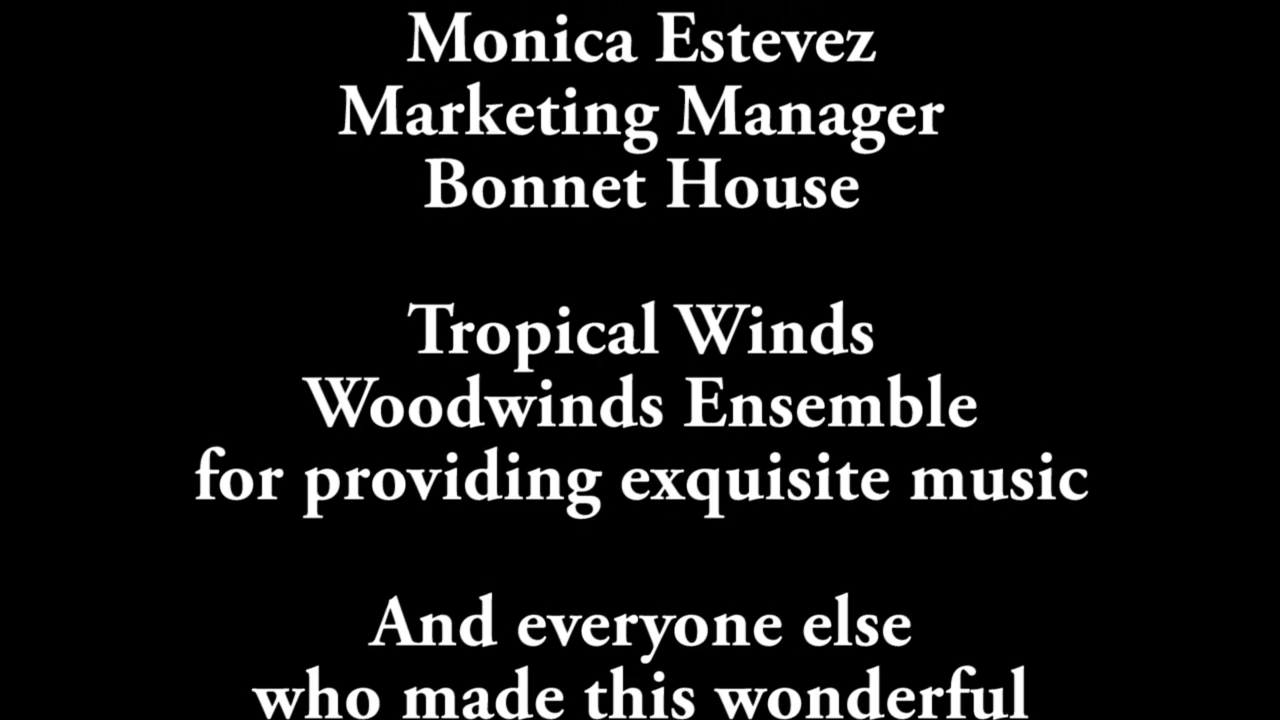 Monica Estevez
Marketing Manager
Bonnet House
Tropical Winds
Woodwinds Ensemble
for providing exquisite music
And everyone else
who made this wonderful